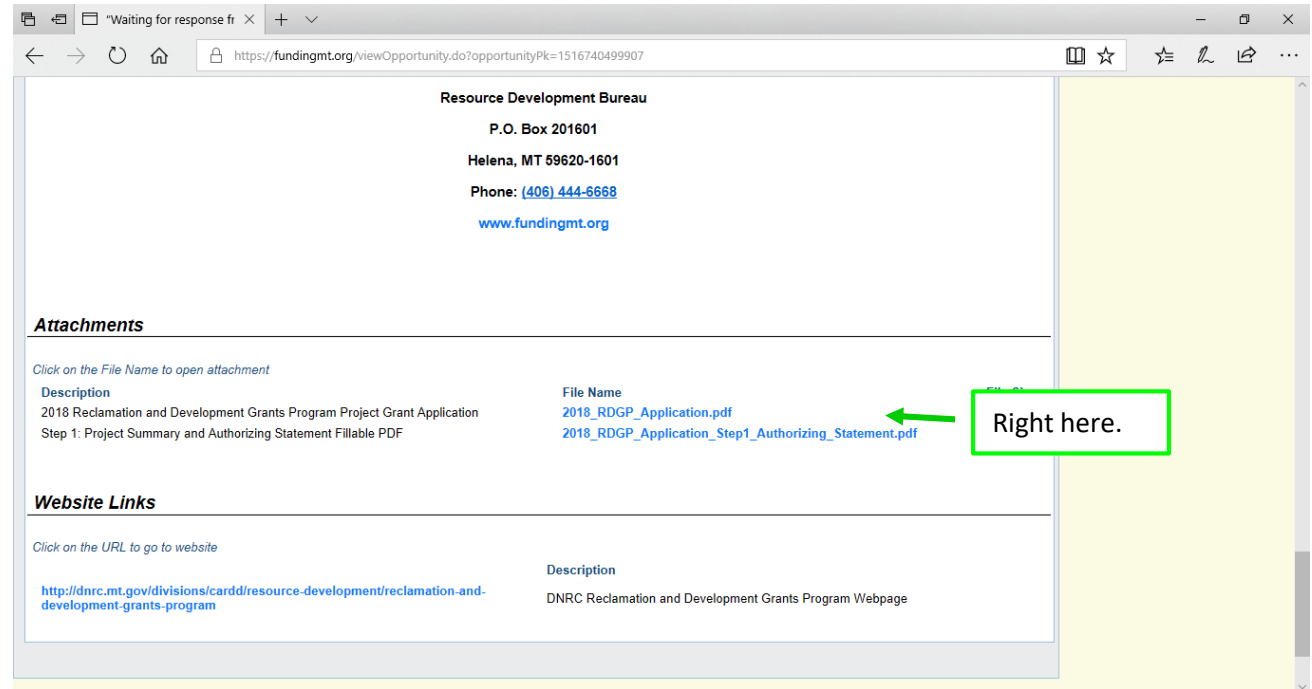 "Waiting for response fr
https://fundingmt.org/viewOpportunity.do?opportunityPk=1516740499907
Resource Development Bureau
P.O. Box 201601
Helena, MT 59620-1601
Phone: (406) 444-6668
www.fundingmt.org
Attachments
Click on the File Name to open attachment
Description File Name
2018 Reclamation and Development Grants Program Project Grant Application 2018_RDGP_Application.pdf
Step 1: Project Summary and Authorizing Statement Fillable PDF 2018_RDGP_Application_Step1_Authorizing_Statement.pdf
Right here.
Website Links
Click on the URL to go to website
Description
http://dnrc.mt.gov/divisions/cardd/resource-development/reclamation-and-
development-grants-program
DNRC Reclamation and Development Grants Program Webpage